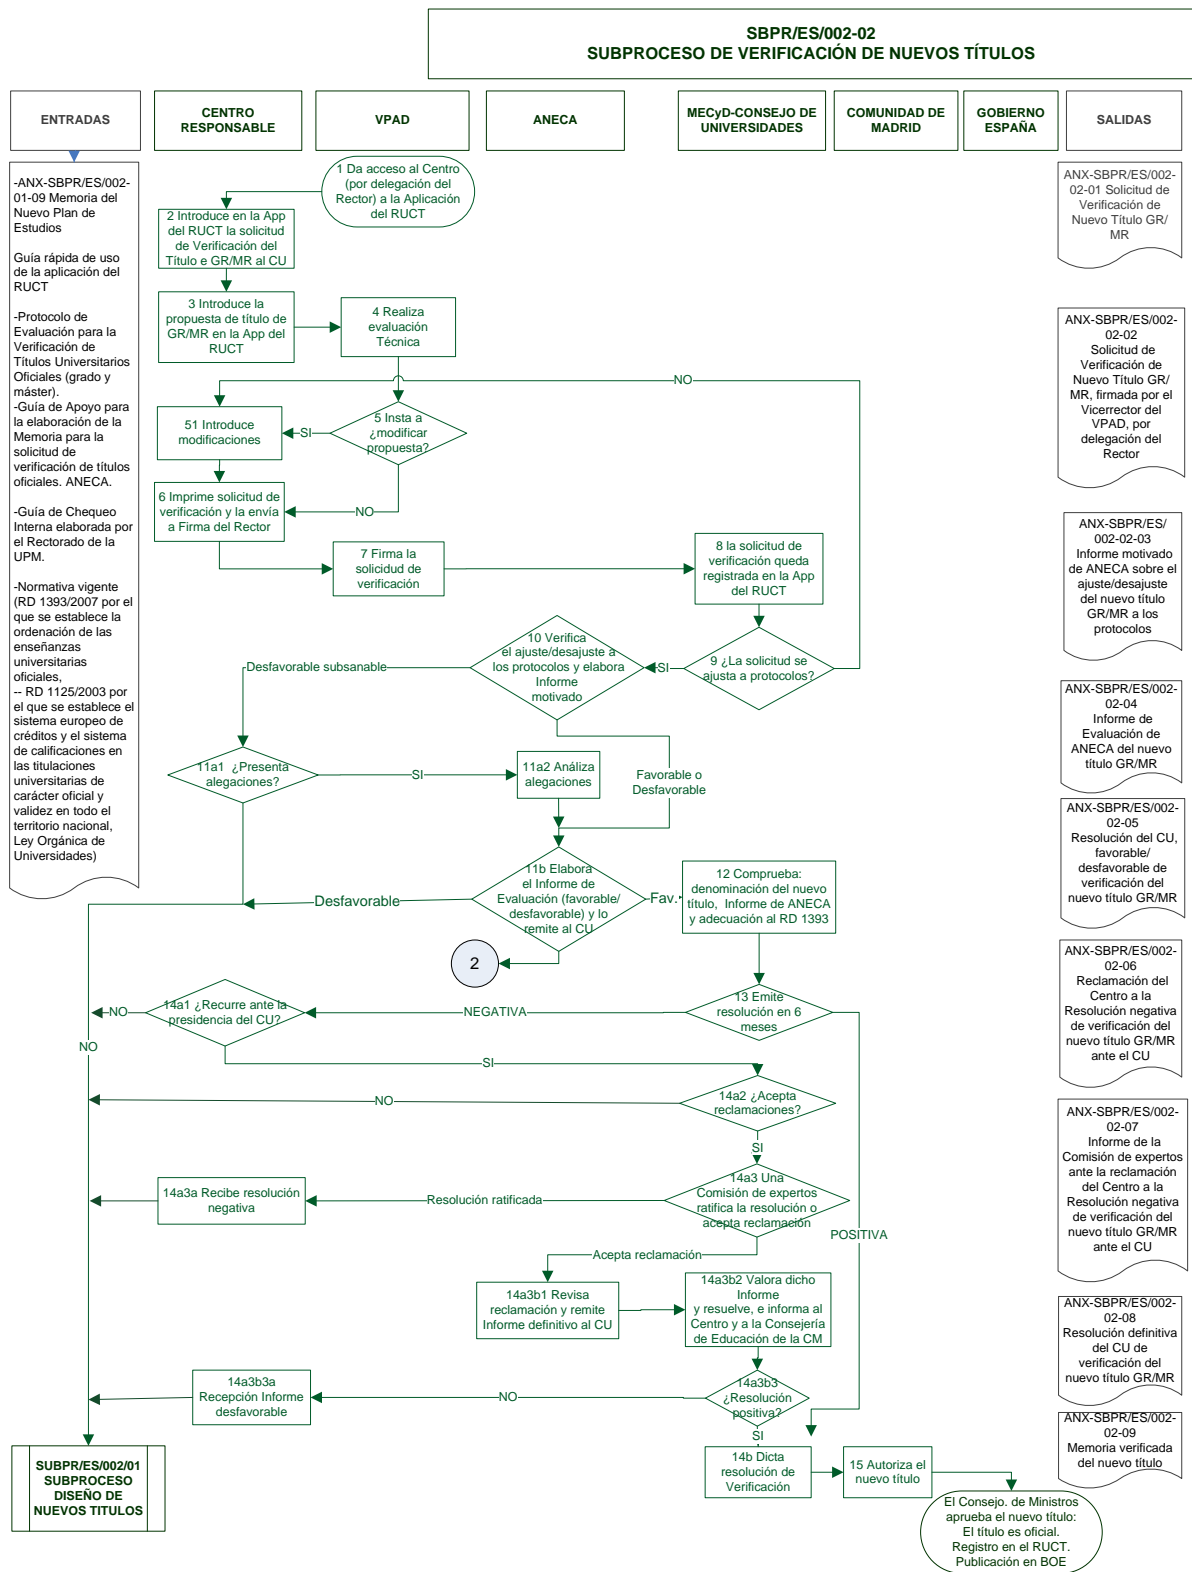 SBPR/ES/002-02
SUBPROCESO DE VERIFICACIÓN DE NUEVOS TÍTULOS
ENTRADAS
CENTRO
RESPONSABLE
VPAD
ANECA
MECyD-CONSEJO DE
UNIVERSIDADES
COMUNIDAD DE
MADRID
GOBIERNO
ESPAÑA
SALIDAS
-ANX-SBPR/ES/002-
01-09 Memoria del
Nuevo Plan de
Estudios
Guía rápida de uso
de la aplicación del
RUCT
-Protocolo de
Evaluación para la
Verificación de
Títulos Universitarios
Oficiales (grado y
máster).
-Guía de Apoyo para
la elaboración de la
Memoria para la
solicitud de
verificación de títulos
oficiales. ANECA.
-Guía de Chequeo
Interna elaborada por
el Rectorado de la
UPM.
-Normativa vigente
(RD 1393/2007 por el
que se establece la
ordenación de las
enseñanzas
universitarias
oficiales,
-- RD 1125/2003 por
el que se establece el
sistema europeo de
créditos y el sistema
de calificaciones en
las titulaciones
universitarias de
carácter oficial y
validez en todo el
territorio nacional,
Ley Orgánica de
Universidades)
1 Da acceso al Centro
(por delegación del
Rector) a la Aplicación
del RUCT
2 Introduce en la App
del RUCT la solicitud
de Verificación del
Título e GR/MR al CU
3 Introduce la
propuesta de título de
GR/MR en la App del
RUCT
4 Realiza
evaluación
Técnica
NO
5 Insta a
¿modificar
propuesta?
SI
51 Introduce
modificaciones
6 Imprime solicitud de
verificación y la envía
a Firma del Rector
NO
7 Firma la
solicidud de
verificación
8 la solicitud de
verificación queda
registrada en la App
del RUCT
9 ¿La solicitud se
ajusta a protocolos?
SI
10 Verifica
el ajuste/desajuste a
los protocolos y elabora
Informe
motivado
Desfavorable subsanable
11a1 ¿Presenta
alegaciones?
SI
11a2 Análiza
alegaciones
Favorable o
Desfavorable
11b Elabora
el Informe de
Evaluación (favorable/
desfavorable) y lo
remite al CU
Desfavorable
Fav.
12 Comprueba:
denominación del nuevo
título, Informe de ANECA
y adecuación al RD 1393
2
13 Emite
resolución en 6
meses
NEGATIVA
14a1 ¿Recurre ante la
presidencia del CU?
NO
NO
SI
14a2 ¿Acepta
reclamaciones?
NO
SI
14a3 Una
Comisión de expertos
ratifica la resolución o
acepta reclamación
Resolución ratificada
14a3a Recibe resolución
negativa
POSITIVA
Acepta reclamación
14a3b1 Revisa
reclamación y remite
Informe definitivo al CU
14a3b2 Valora dicho
Informe
y resuelve, e informa al
Centro y a la Consejería
de Educación de la CM
14a3b3
¿Resolución
positiva?
NO
14a3b3a
Recepción Informe
desfavorable
SI
14b Dicta
resolución de
Verificación
15 Autoriza el
nuevo título
El Consejo. de Ministros
aprueba el nuevo título:
El título es oficial.
Registro en el RUCT.
Publicación en BOE
SUBPR/ES/002/01
SUBPROCESO
DISEÑO DE
NUEVOS TITULOS
ANX-SBPR/ES/002-
02-01 Solicitud de
Verificación de
Nuevo Título GR/
MR
ANX-SBPR/ES/002-
02-02
Solicitud de
Verificación de
Nuevo Título GR/
MR, firmada por el
Vicerrector del
VPAD, por
delegación del
Rector
ANX-SBPR/ES/
002-02-03
Informe motivado
de ANECA sobre el
ajuste/desajuste
del nuevo título
GR/MR a los
protocolos
ANX-SBPR/ES/002-
02-04
Informe de
Evaluación de
ANECA del nuevo
título GR/MR
ANX-SBPR/ES/002-
02-05
Resolución del CU,
favorable/
desfavorable de
verificación del
nuevo título GR/MR
ANX-SBPR/ES/002-
02-06
Reclamación del
Centro a la
Resolución negativa
de verificación del
nuevo título GR/MR
ante el CU
ANX-SBPR/ES/002-
02-07
Informe de la
Comisión de expertos
ante la reclamación
del Centro a la
Resolución negativa
de verificación del
nuevo título GR/MR
ante el CU
ANX-SBPR/ES/002-
02-08
Resolución definitiva
del CU de
verificación del
nuevo título GR/MR
ANX-SBPR/ES/002-
02-09
Memoria verificada
del nuevo título